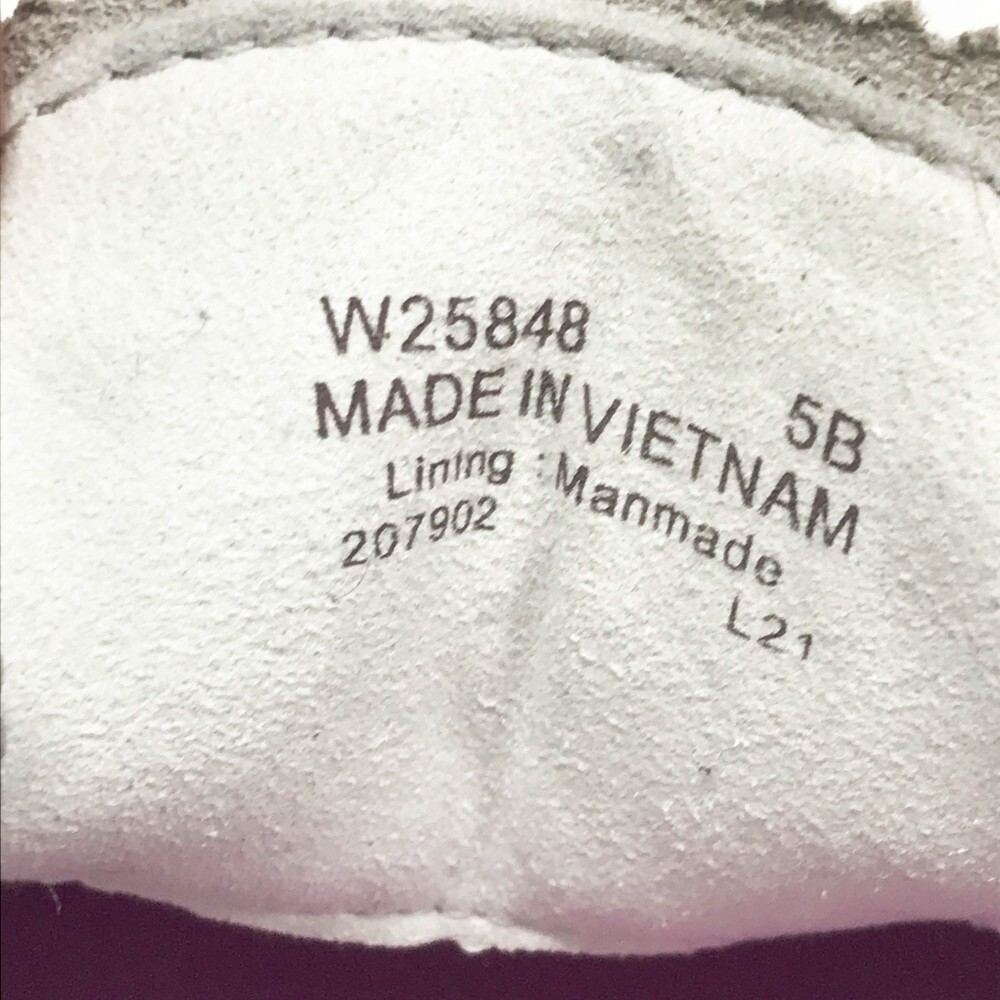 W25848 5B
MADE IN VIETNAM
Lining : Manmade
207902 L21